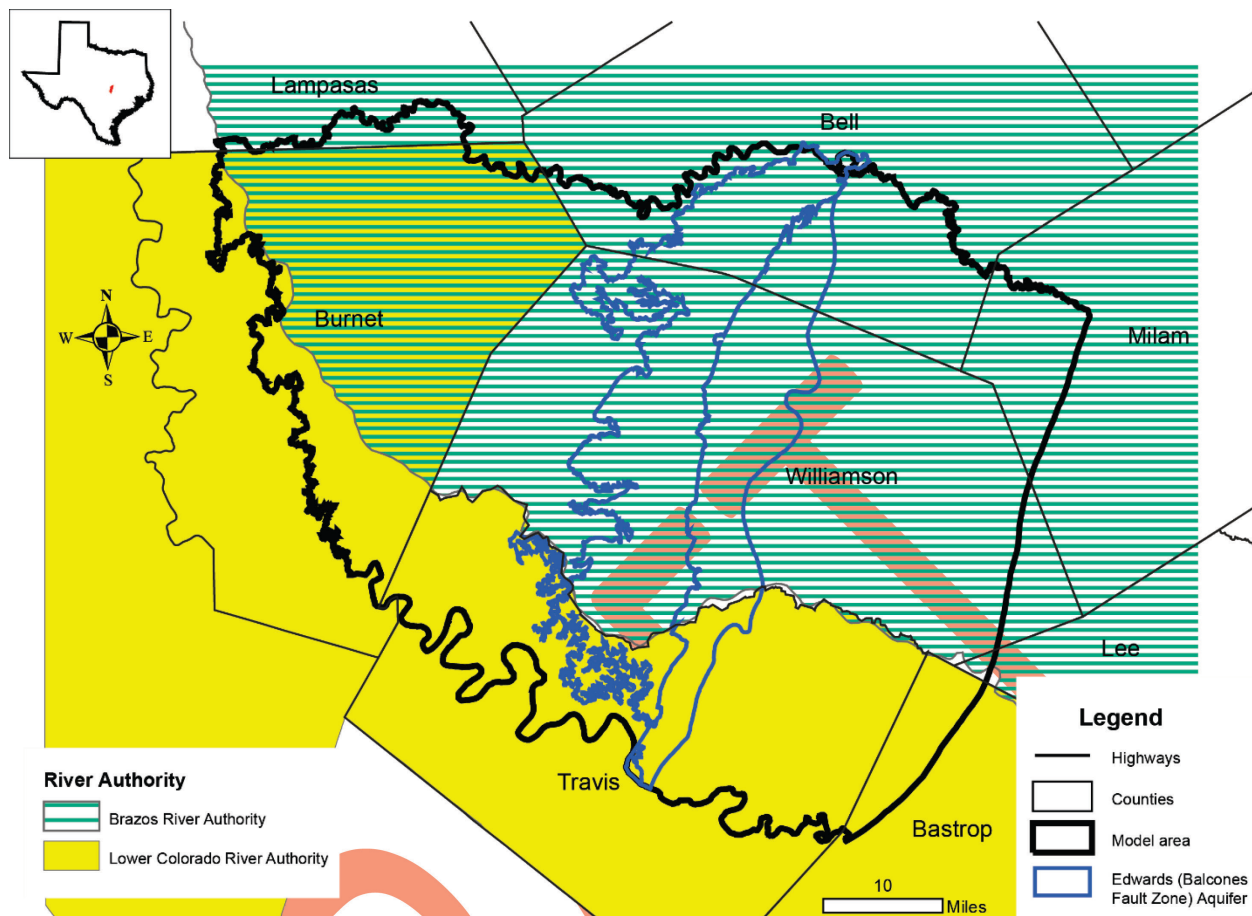 Lampasas
Bell
Burnet
N
W E
S
Milam
Williamson
Lee
Travis
Bastrop
River Authority
Brazos River Authority
Lower Colorado River Authority
10
Miles
Legend
Highways
Counties
Model area
Edwards (Balcones
Fault Zone) Aquifer